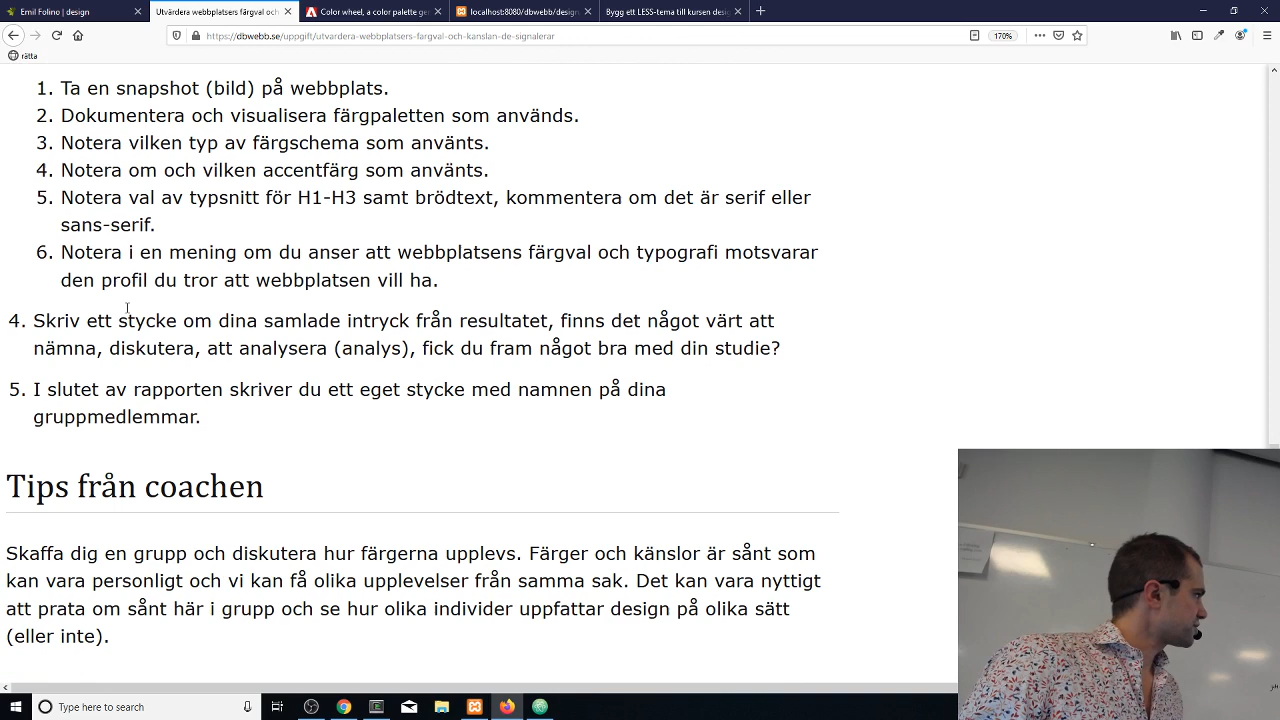 Emil Folino | design
Utvärdera webbplatsers färgval oc
Color wheel, a color palette ge
localhost:8080/dbwebb/design
Bygg ett LESS-tema till kursen des
https://dbwebb.se/uppgift/utvardera-webbplatsers-fargval-och-kanslan-de-signalerar
170%
rätta
1. Ta en snapshot (bild) på webbplats.
2. Dokumentera och visualisera färgpaletten som används.
3. Notera vilken typ av färgschema som använts.
4. Notera om och vilken accentfärg som använts.
5. Notera val av typsnitt för H1-H3 samt brödtext, kommentera om det är serif eller
sans-serif.
6. Notera i en mening om du anser att webbplatsens färgval och typografi motsvarar
den profil du tror att webbplatsen vill ha.
4. Skriv ett stycke om dina samlade intryck från resultatet, finns det något värt att
nämna, diskutera, att analysera (analys), fick du fram något bra med din studie?
5. I slutet av rapporten skriver du ett eget stycke med namnen på dina
gruppmedlemmar.
Tips från coachen
Skaffa dig en grupp och diskutera hur färgerna upplevs. Färger och känslor är sånt som
kan vara personligt och vi kan få olika upplevelser från samma sak. Det kan vara nyttigt
att prata om sånt här i grupp och se hur olika individer uppfattar design på olika sätt
(eller inte).
Type here to search